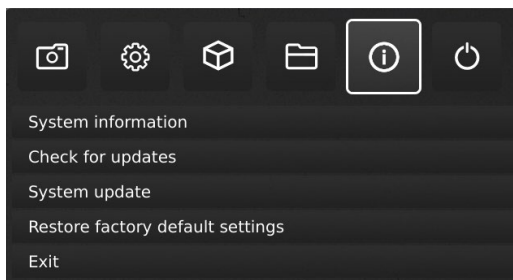 System information
Check for updates
System update
Restore factory default settings
Exit